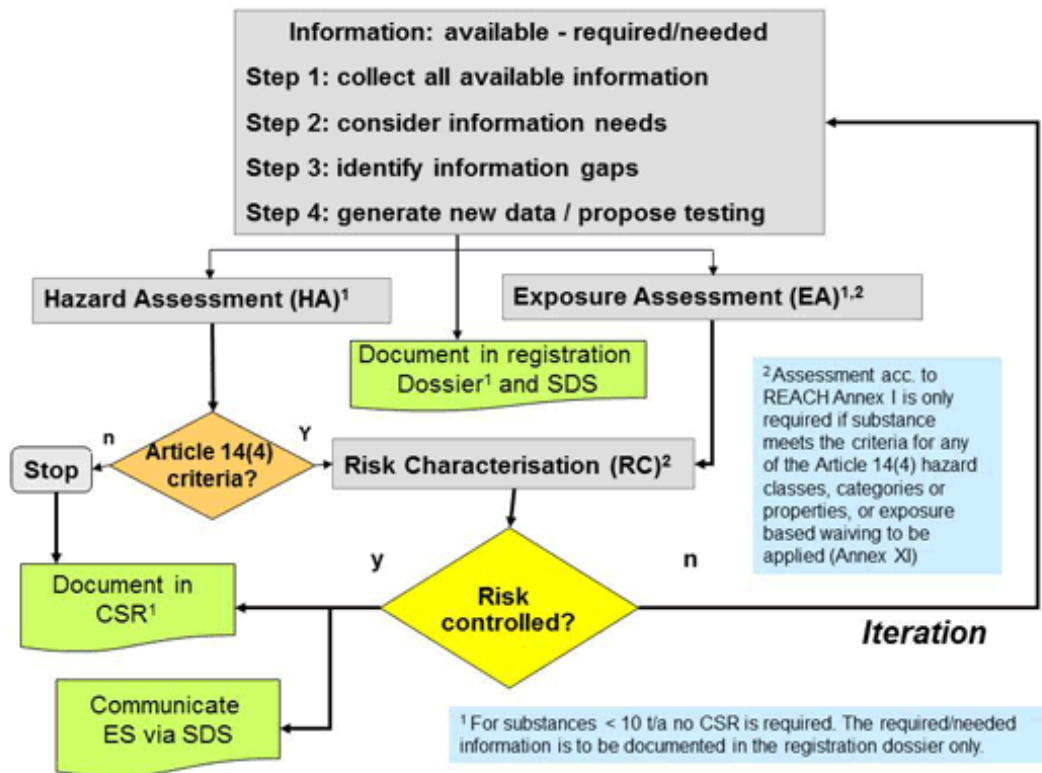 Information: available - required/needed
Step 1: collect all available information
Step 2: consider information needs
Step 3: identify information gaps
Step 4: generate new data / propose testing
Hazard Assessment (HA)¹
Exposure Assessment (EA)¹,²
Document in registration
Dossier¹ and SDS
² Assessment acc. to
REACH Annex I is only
required if substance
meets the criteria for any
of the Article 14(4) hazard
classes, categories or
properties, or exposure
based waiving to be
applied (Annex XI)
n
Article 14(4)
criteria?
Y
Stop
Risk Characterisation (RC)²
y
n
Document in
CSR¹
Risk
controlled?
Iteration
Communicate
ES via SDS
¹ For substances < 10 t/a no CSR is required. The required/needed
information is to be documented in the registration dossier only.